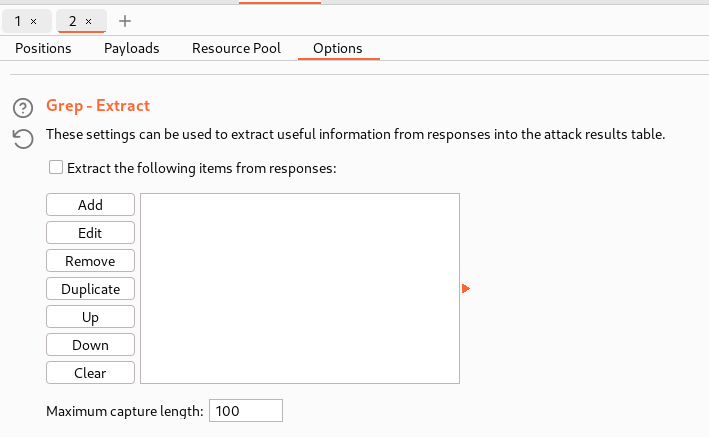 1 × 2 × +
Positions Payloads Resource Pool Options
Grep - Extract
These settings can be used to extract useful information from responses into the attack results table.
Extract the following items from responses:
Add
Edit
Remove
Duplicate
Up
Down
Clear
Maximum capture length: 100